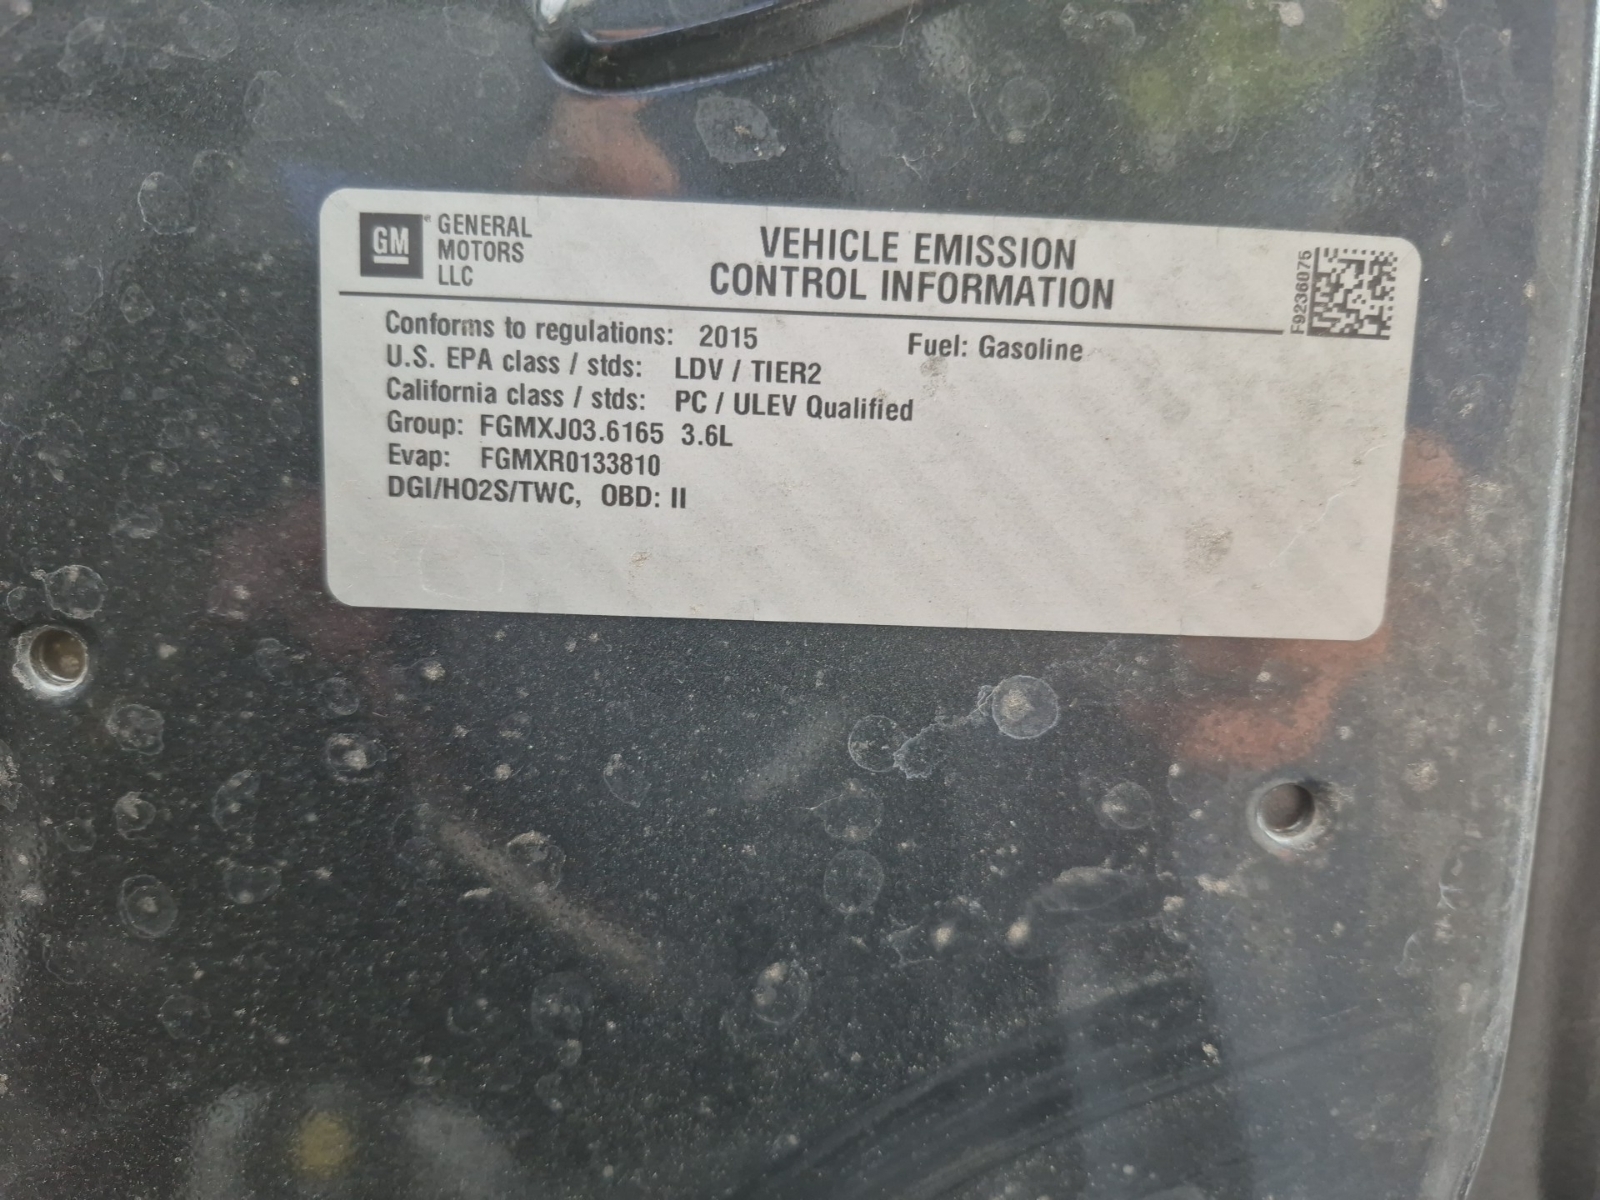 GM GENERAL
MOTORS
LLC
VEHICLE EMISSION
CONTROL INFORMATION
F9236075
Conforms to regulations: 2015 Fuel: Gasoline
U.S. EPA class / stds: LDV / TIER2
California class / stds: PC / ULEV Qualified
Group: FGMXJ03.6165 3.6L
Evap: FGMXR0133810
DGI/HO2S/TWC, OBD: II